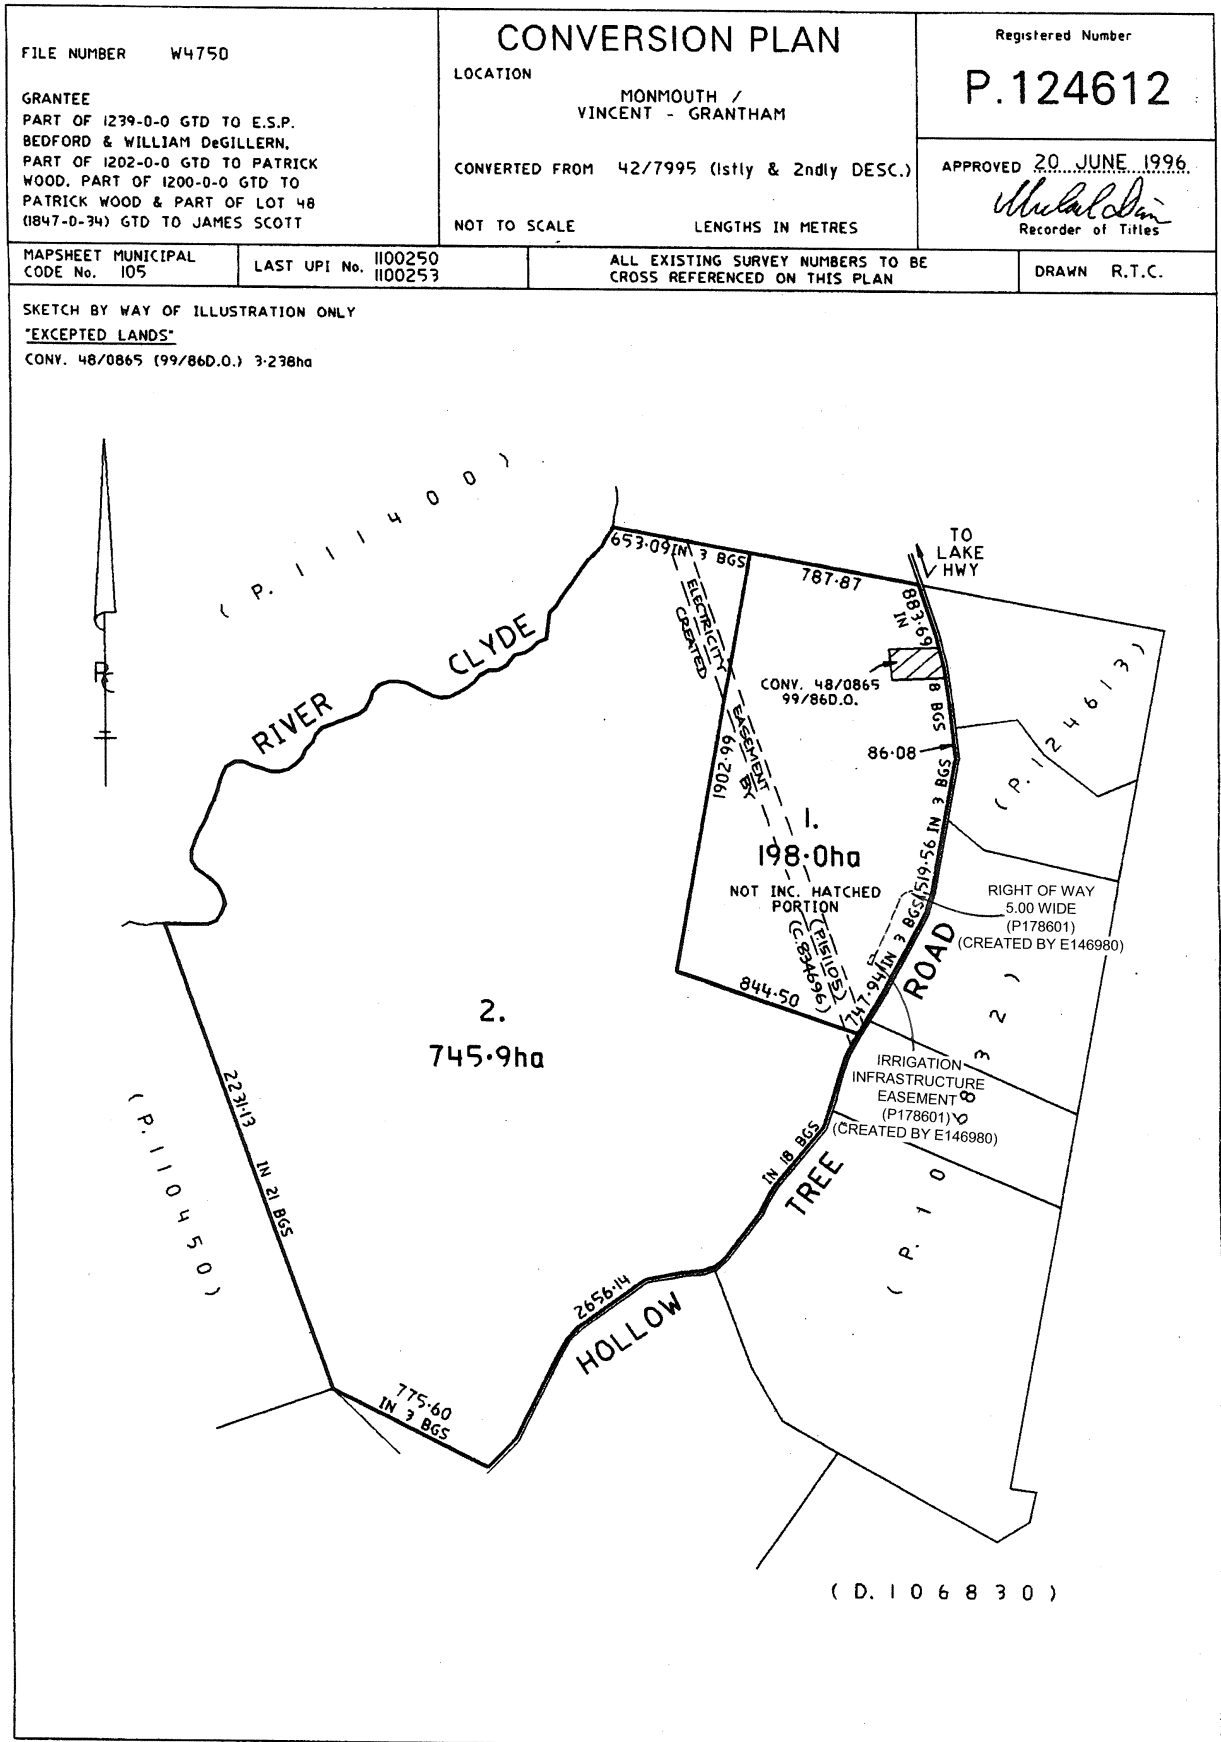 FILE NUMBER W4750
GRANTEE
PART OF 1239-0-0 GTD TO E.S.P.
BEDFORD & WILLIAM DeGILLERN,
PART OF 1202-0-0 GTD TO PATRICK
WOOD, PART OF 1200-0-0 GTD TO
PATRICK WOOD & PART OF LOT 48
(1847-0-34) GTD TO JAMES SCOTT
CONVERSION PLAN
LOCATION
MONMOUTH /
VINCENT - GRANTHAM
CONVERTED FROM 42/7995 (1stly & 2ndly DESC.)
NOT TO SCALE LENGTHS IN METRES
Registered Number
P.124612
APPROVED 20 JUNE 1996
Recorder of Titles
MAPSHEET MUNICIPAL
CODE No. 105
LAST UPI No. 1100250
1100253
ALL EXISTING SURVEY NUMBERS TO BE
CROSS REFERENCED ON THIS PLAN
DRAWN R.T.C.
SKETCH BY WAY OF ILLUSTRATION ONLY
"EXCEPTED LANDS"
CONV. 48/0865 (99/86D.O.) 3·238ha
(P.111400)
RIVER CLYDE
653·09 IN 3 BGS
787·87
TO
LAKE
HWY
883·69
IN
8 BGS
ELECTRICITY EASEMENT
CREATED BY
(P.151105)
(C.834696)
CONV. 48/0865
99/86D.O.
86·08
(P.124613)
1902·99
1.
198·0ha
NOT INC. HATCHED
PORTION
519·56 IN 3 BGS
RIGHT OF WAY
5.00 WIDE
(P178601)
(CREATED BY E146980)
747·94 IN 3 BGS
844·50
ROAD
2.
745·9ha
IRRIGATION
INFRASTRUCTURE
EASEMENT
(P178601)
(CREATED BY E146980)
(P.106832)
2231·13 IN 21 BGS
(P.110450)
IN 18 BGS
TREE
2656·14
HOLLOW
775·60
IN 3 BGS
(D.106830)